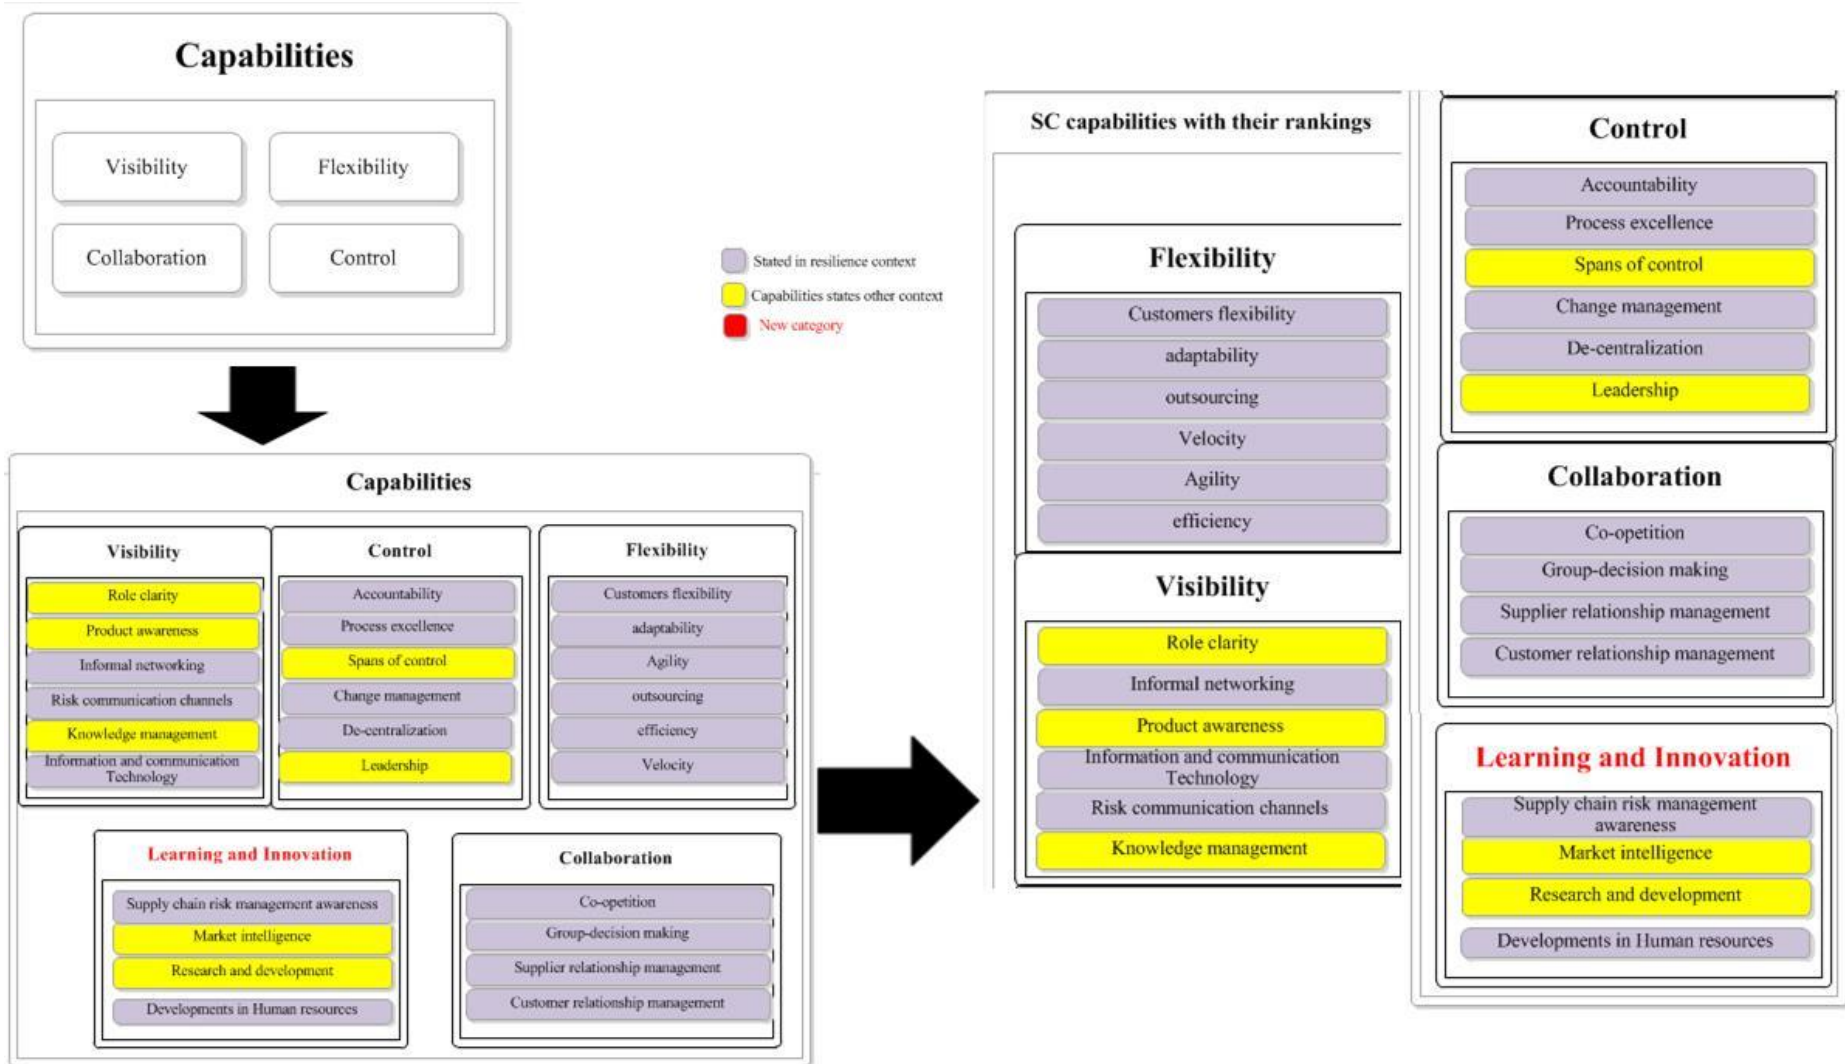 Capabilities
Visibility
Flexibility
Collaboration
Control
Stated in resilience context
Capabilities states other context
New category
Capabilities
Visibility
Role clarity
Product awareness
Informal networking
Risk communication channels
Knowledge management
Information and communication
Technology
Control
Accountability
Process excellence
Spans of control
Change management
De-centralization
Leadership
Flexibility
Customers flexibility
adaptability
Agility
outsourcing
efficiency
Velocity
Learning and Innovation
Supply chain risk management awareness
Market intelligence
Research and development
Developments in Human resources
Collaboration
Co-opetition
Group-decision making
Supplier relationship management
Customer relationship management
SC capabilities with their rankings
Flexibility
Customers flexibility
adaptability
outsourcing
Velocity
Agility
efficiency
Visibility
Role clarity
Informal networking
Product awareness
Information and communication
Technology
Risk communication channels
Knowledge management
Control
Accountability
Process excellence
Spans of control
Change management
De-centralization
Leadership
Collaboration
Co-opetition
Group-decision making
Supplier relationship management
Customer relationship management
Learning and Innovation
Supply chain risk management
awareness
Market intelligence
Research and development
Developments in Human resources